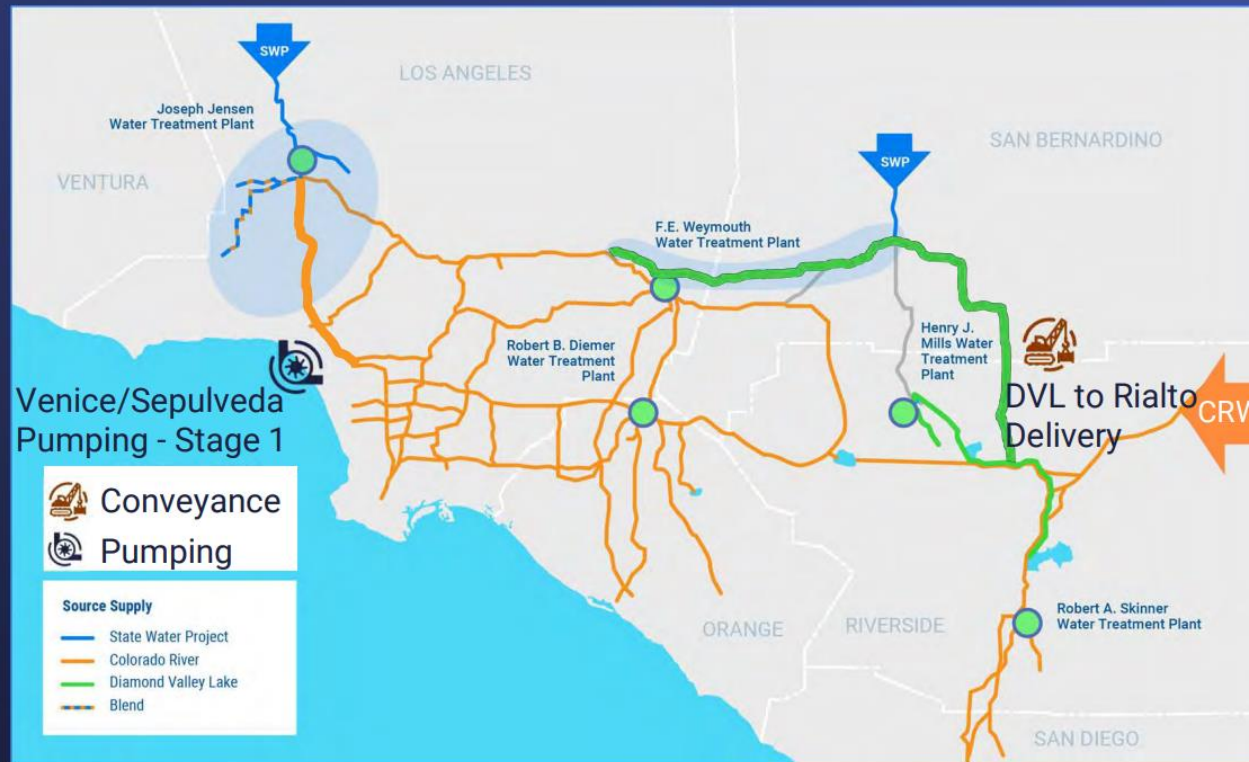 SWP
LOS ANGELES
Joseph Jensen
Water Treatment Plant
VENTURA
SWP
SAN BERNARDINO
F.E. Weymouth
Water Treatment Plant
Robert B. Diemer
Water Treatment
Plant
Henry J.
Mills Water
Treatment
Plant
DVL to Rialto
Delivery
CRW
Venice/Sepulveda
Pumping - Stage 1
Conveyance
Pumping
Source Supply
State Water Project
Colorado River
Diamond Valley Lake
Blend
ORANGE
RIVERSIDE
Robert A. Skinner
Water Treatment Plant
SAN DIEGO